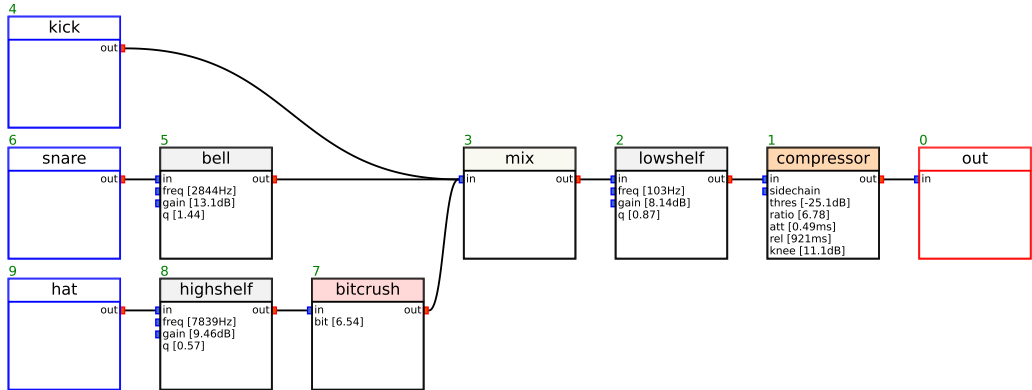 4
kick
out
6
snare
out
5
bell
in out
freq [2844Hz]
gain [13.1dB]
q [1.44]
3
mix
in out
2
lowshelf
in out
freq [103Hz]
gain [8.14dB]
q [0.87]
1
compressor
in out
sidechain
thres [-25.1dB]
ratio [6.78]
att [0.49ms]
rel [921ms]
knee [11.1dB]
0
out
in
9
hat
out
8
highshelf
in out
freq [7839Hz]
gain [9.46dB]
q [0.57]
7
bitcrush
in out
bit [6.54]